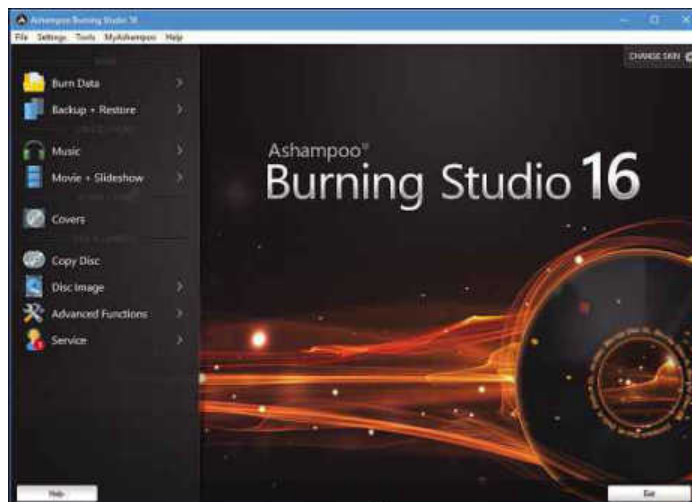 Ashampoo Burning Studio 16
File Settings Tools MyAshampoo Help
CHANGE SKIN
Burn Data
Backup + Restore
Music
Movie + Slideshow
Covers
Copy Disc
Disc Image
Advanced Functions
Service
Ashampoo®
Burning Studio 16
Help
Exit